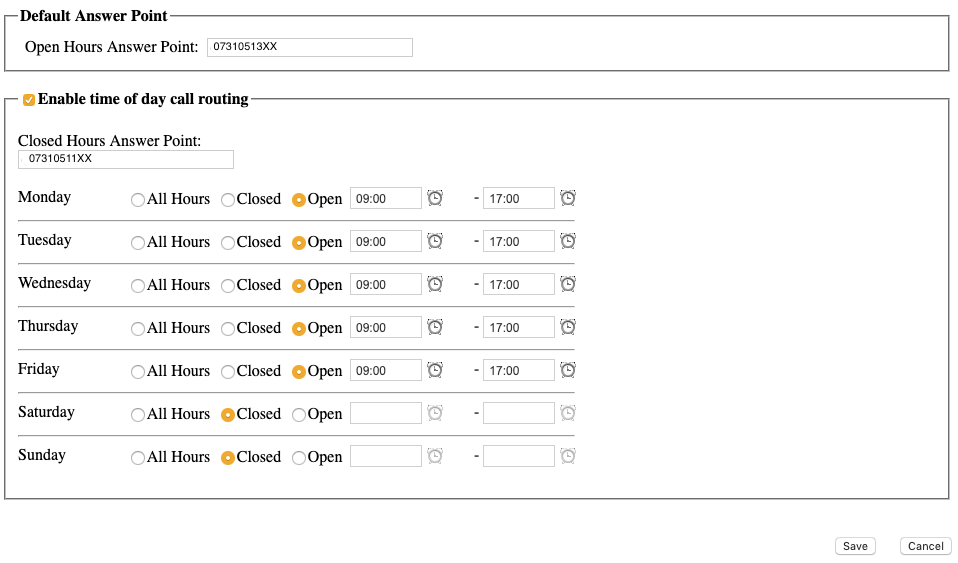 Default Answer Point
Open Hours Answer Point: 07310513XX
Enable time of day call routing
Closed Hours Answer Point:
07310511XX
Monday All Hours Closed Open 09:00 - 17:00
Tuesday All Hours Closed Open 09:00 - 17:00
Wednesday All Hours Closed Open 09:00 - 17:00
Thursday All Hours Closed Open 09:00 - 17:00
Friday All Hours Closed Open 09:00 - 17:00
Saturday All Hours Closed Open -
Sunday All Hours Closed Open -
Save Cancel